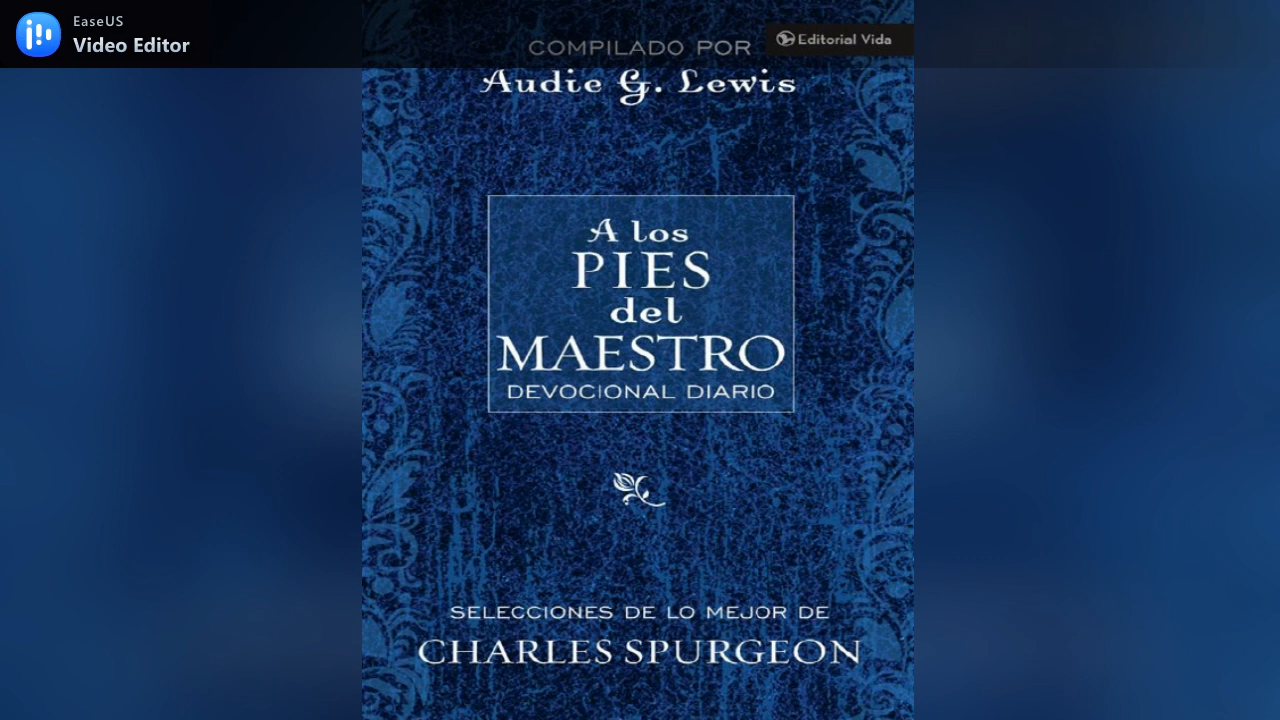 EaseUS
Video Editor
COMPILADO POR
Editorial Vida
Audie G. Lewis
A los
PIES
del
MAESTRO
DEVOCIONAL DIARIO
SELECCIONES DE LO MEJOR DE
CHARLES SPURGEON